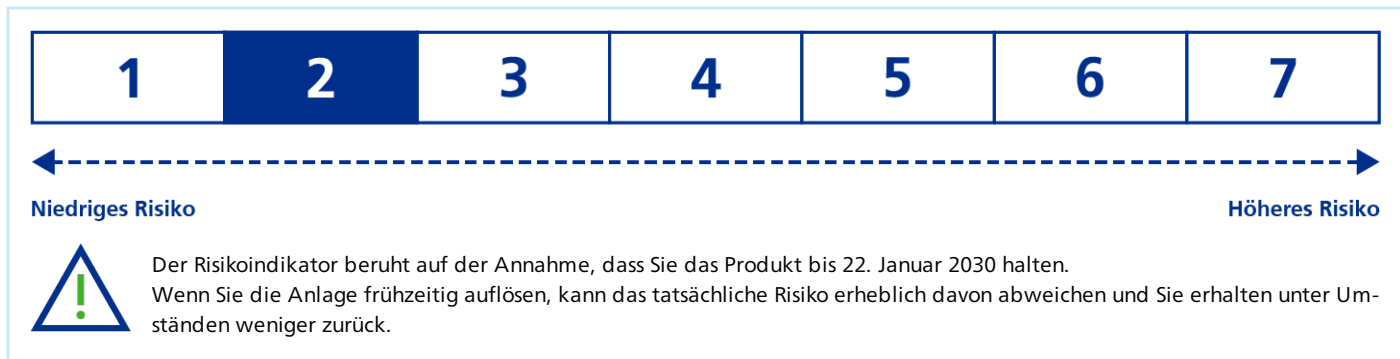 1 2 3 4 5 6 7
Niedriges Risiko Höheres Risiko
!
Der Risikoindikator beruht auf der Annahme, dass Sie das Produkt bis 22. Januar 2030 halten.
Wenn Sie die Anlage frühzeitig auflösen, kann das tatsächliche Risiko erheblich davon abweichen und Sie erhalten unter Um-
ständen weniger zurück.